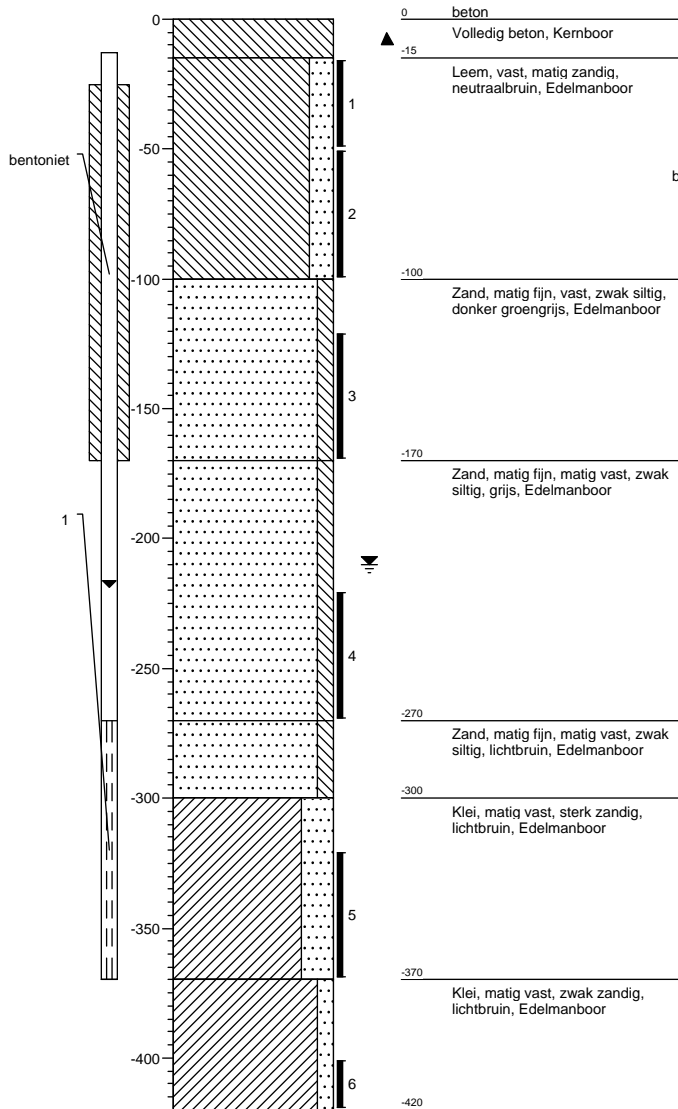 0
beton
Volledig beton, Kernboor
-15
Leem, vast, matig zandig,
neutraalbruin, Edelmanboor
1
-50
bentoniet
b
2
-100
-100
Zand, matig fijn, vast, zwak siltig,
donker groengrijs, Edelmanboor
3
-150
-170
Zand, matig fijn, matig vast, zwak
siltig, grijs, Edelmanboor
1
-200
4
-250
-270
Zand, matig fijn, matig vast, zwak
siltig, lichtbruin, Edelmanboor
-300
-300
Klei, matig vast, sterk zandig,
lichtbruin, Edelmanboor
5
-350
-370
Klei, matig vast, zwak zandig,
lichtbruin, Edelmanboor
-400
6
-420
0